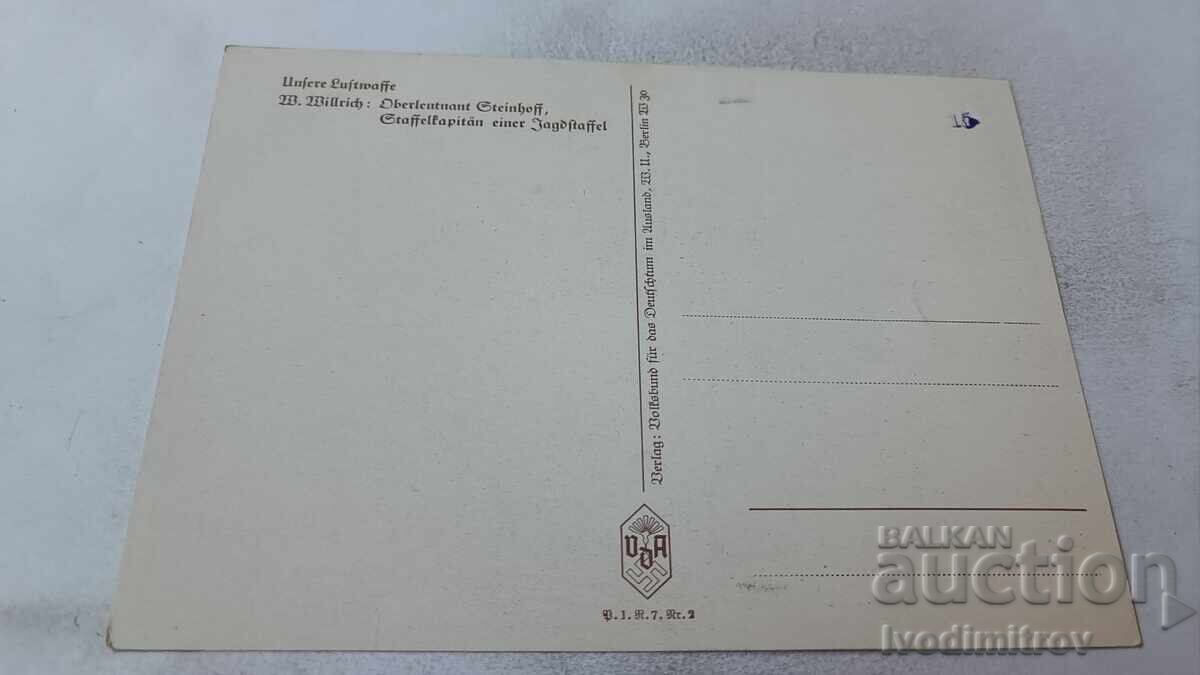 Unsere Luftwaffe
W. Willrich: Oberleutnant Steinhoff,
Staffelkapitän einer Jagdstaffel
Verlag: Volksbund für das Deutschtum im Ausland, W. U., Berlin W 30
VDA
P. 1. R. 7. Nr. 2
BALKAN
auction
Ivodimitrov